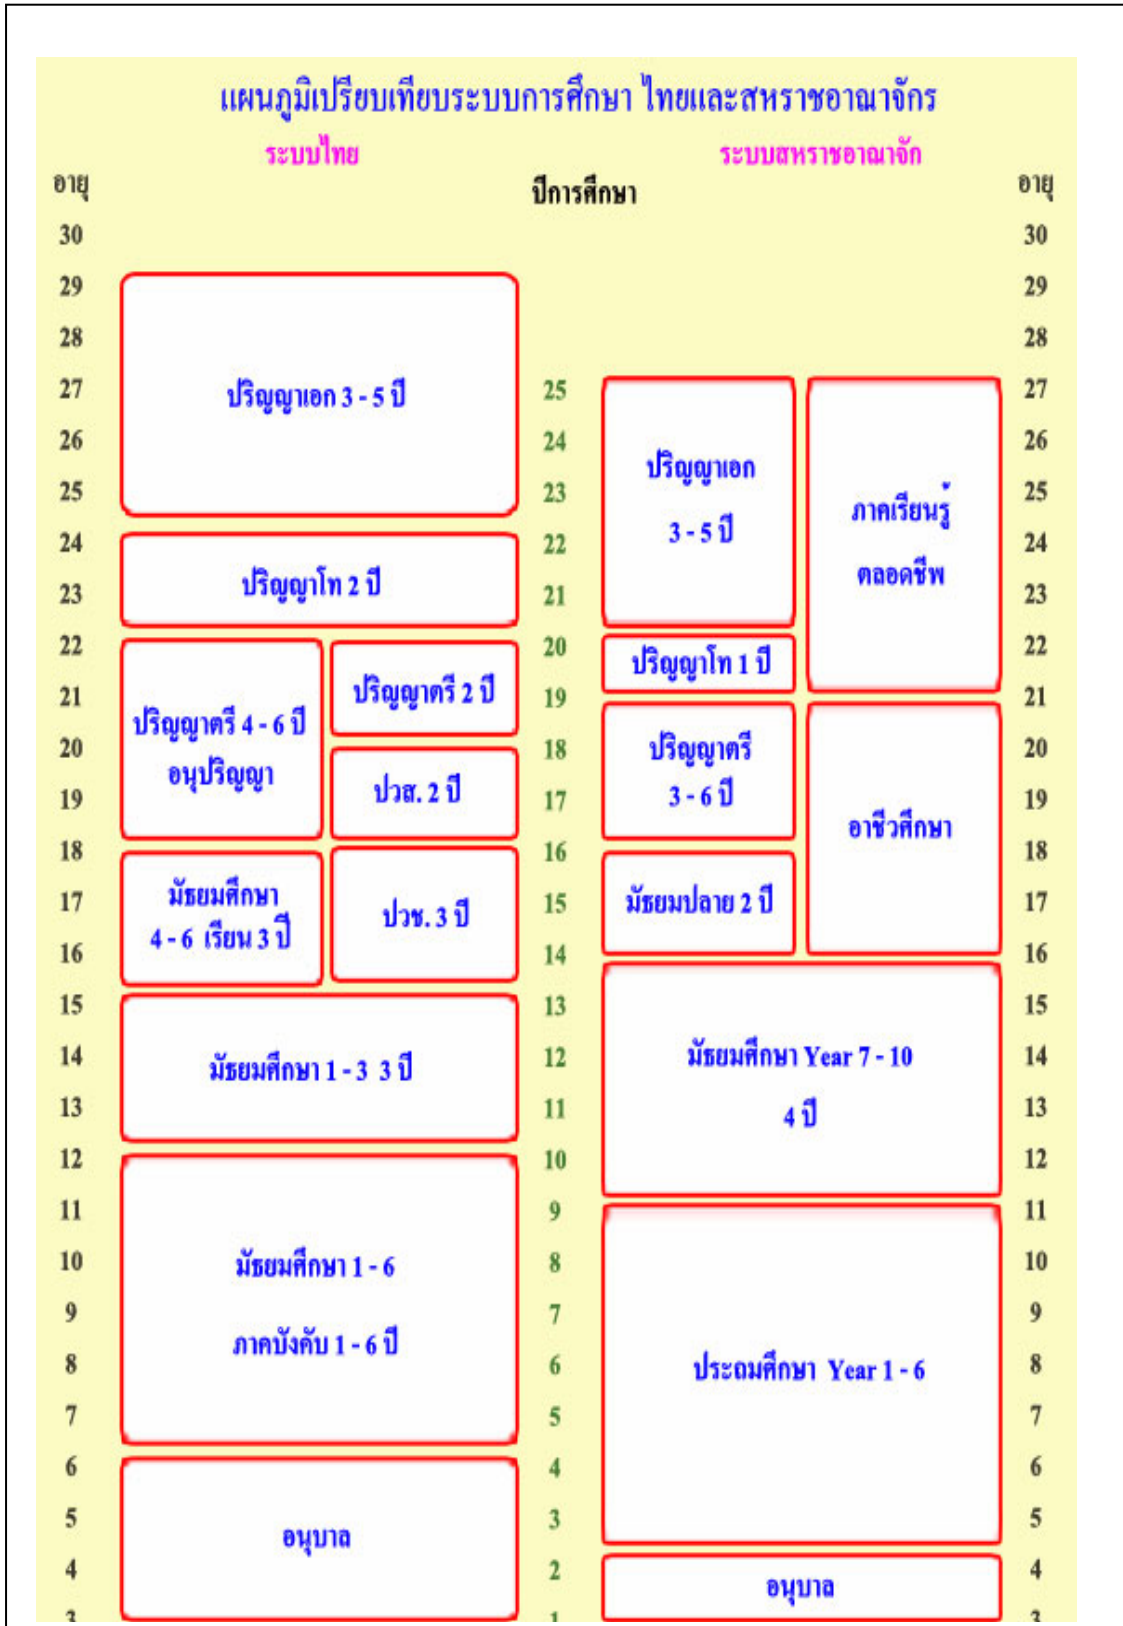 แผนภูมิเปรียบเทียบระบบการศึกษา ไทยและสหราชอาณาจักร
ระบบไทย
ระบบสหราชอาณาจัก
อายุ
ปีการศึกษา
อายุ
30 30
29 29
28 28
27 25 27
26 24 26
25 23 25
24 22 24
23 21 23
22 20 22
21 19 21
20 18 20
19 17 19
18 16 18
17 15 17
16 14 16
15 13 15
14 12 14
13 11 13
12 10 12
11 9 11
10 8 10
9 7 9
8 6 8
7 5 7
6 4 6
5 3 5
4 2 4
3 1 3
ปริญญาเอก 3 - 5 ปี
ปริญญาโท 2 ปี
ปริญญาตรี 4 - 6 ปี
อนุปริญญา
ปริญญาตรี 2 ปี
ปวส. 2 ปี
มัธยมศึกษา
4 - 6 เรียน 3 ปี
ปวช. 3 ปี
มัธยมศึกษา 1 - 3 3 ปี
มัธยมศึกษา 1 - 6
ภาคบังคับ 1 - 6 ปี
อนุบาล
ปริญญาเอก
3 - 5 ปี
ภาคเรียนรู้
ตลอดชีพ
ปริญญาโท 1 ปี
ปริญญาตรี
3 - 6 ปี
อาชีวศึกษา
มัธยมปลาย 2 ปี
มัธยมศึกษา Year 7 - 10
4 ปี
ประถมศึกษา Year 1 - 6
อนุบาล